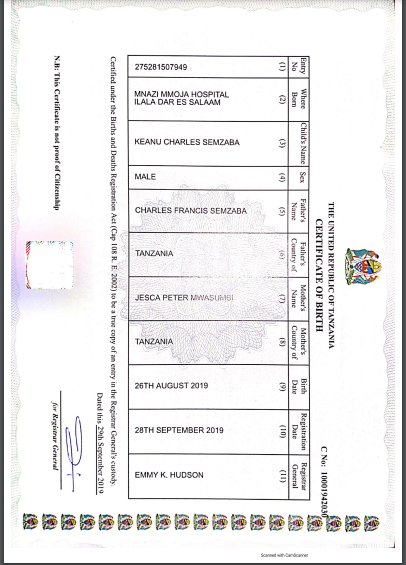 THE UNITED REPUBLIC OF TANZANIA
CERTIFICATE OF BIRTH
C No: 1000194203
Entry No
(1)
275281507949
Where Born
(2)
MNAZI MMOJA HOSPITAL
ILALA DAR ES SALAAM
Child's Name
(3)
KEANU CHARLES SEMZABA
Sex
(4)
MALE
Father's Name
(5)
CHARLES FRANCIS SEMZABA
Father's Country of
(6)
TANZANIA
Mother's Name
(7)
JESCA PETER MWASUMBI
Mother's Country of
(8)
TANZANIA
Birth Date
(9)
26TH AUGUST 2019
Registration Date
(10)
28TH SEPTEMBER 2019
Registrar General
(11)
EMMY K. HUDSON
Certified under the Births and Deaths Registration Act (Cap 108 R. E. 2002) to be a true copy of an entry in the Registrar General's custody.
Dated this 29th September 2019
for Registrar General
N.B: This Certificate is not proof of Citizenship
Scanned with CamScanner